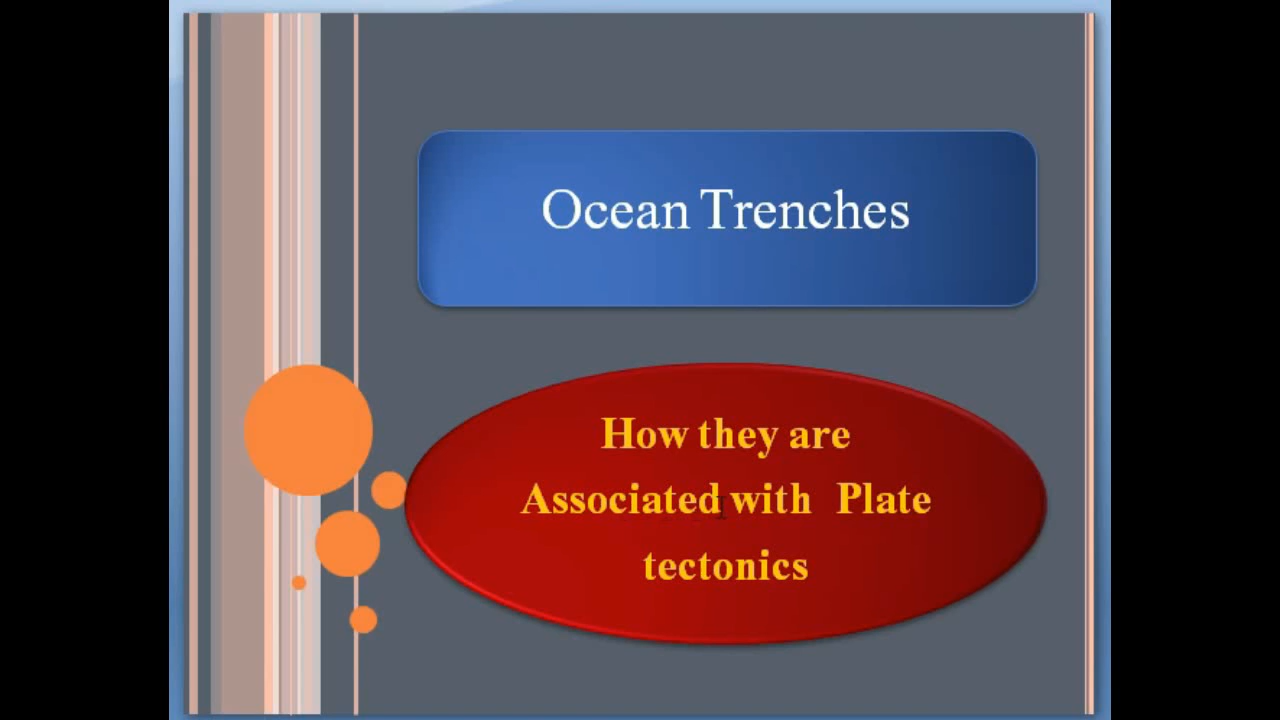 Ocean Trenches
How they are
Associated with Plate
tectonics